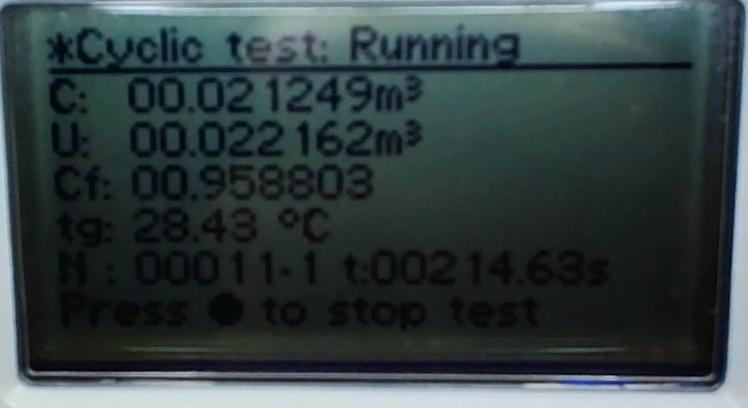 *Cyclic test: Running
C: 00.021249m³
U: 00.022162m³
Cf: 00.958803
tg: 28.43 ºC
N : 00011-1 t:00214.63s
Press ● to stop test